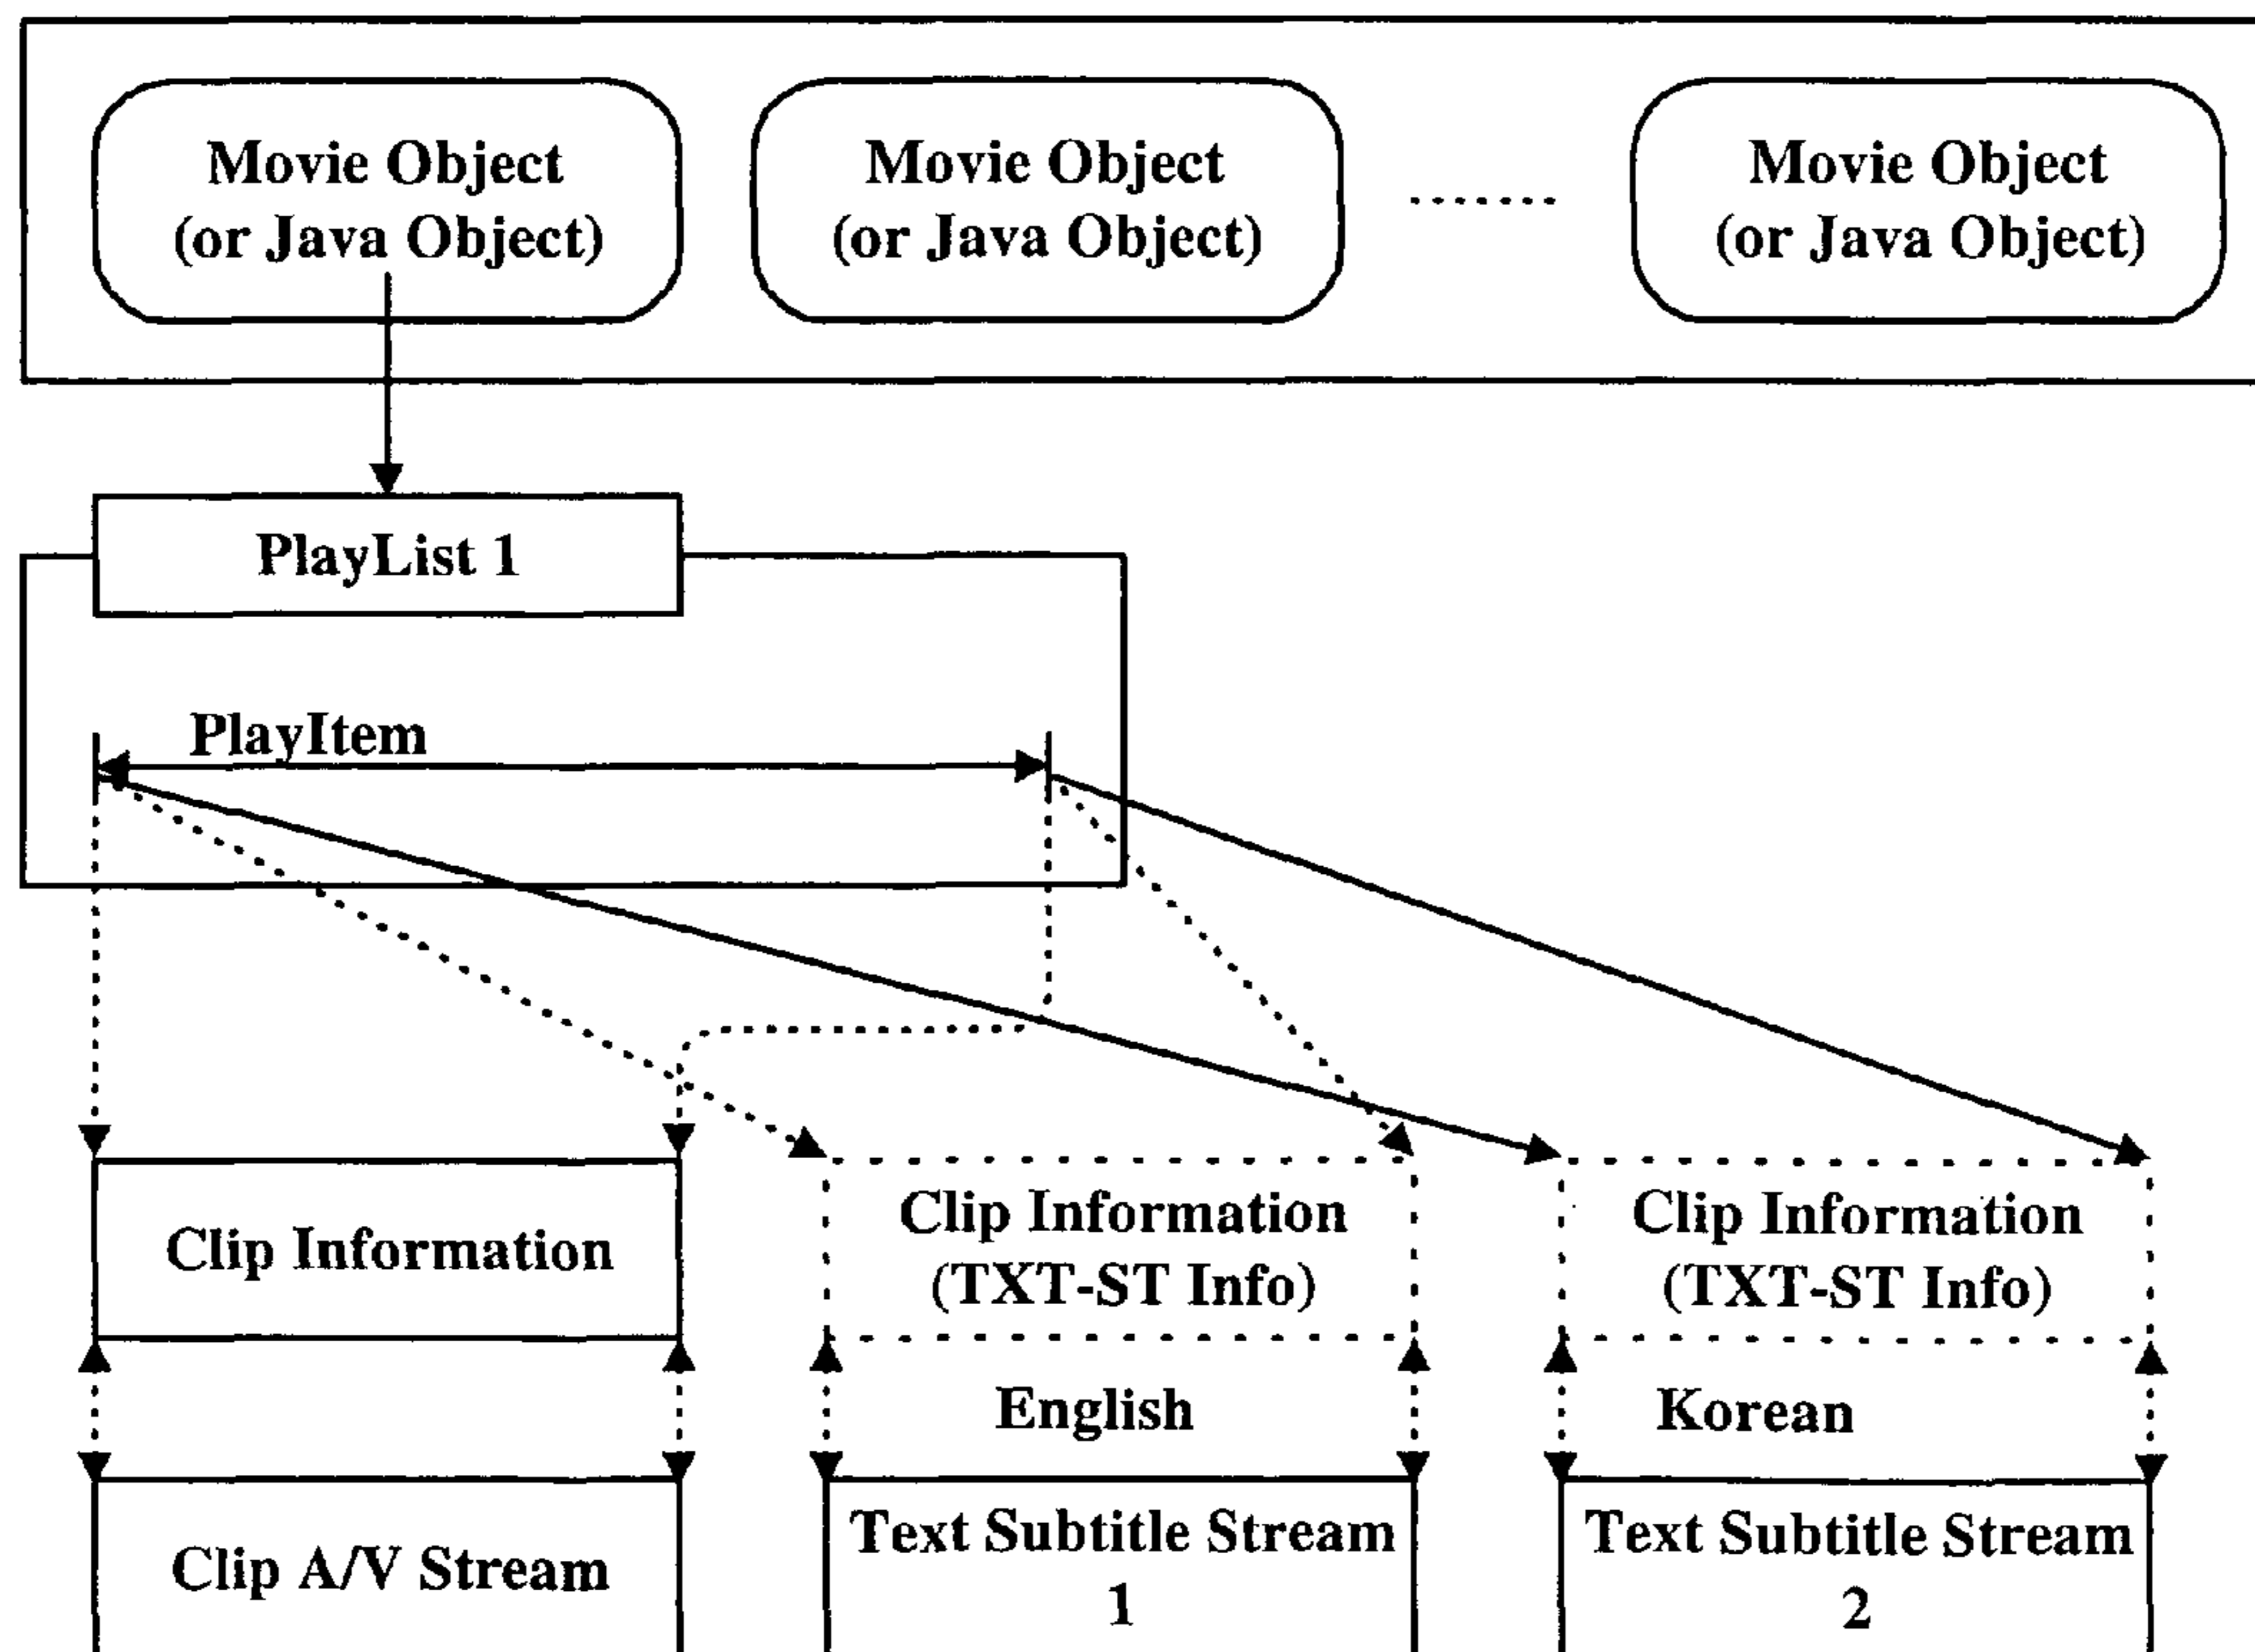 Movie Object
(or Java Object)
Movie Object
(or Java Object)
Movie Object
(or Java Object)
PlayList 1
PlayItem
Clip Information
Clip Information
(TXT-ST Info)
Clip Information
(TXT-ST Info)
English
Korean
Clip A/V Stream
Text Subtitle Stream
1
Text Subtitle Stream
2